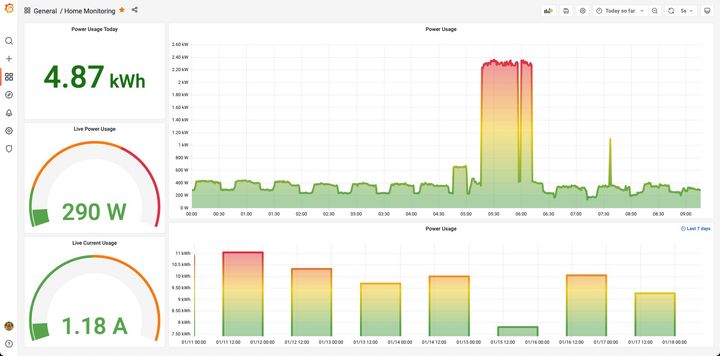 General / Home Monitoring
Today so far
5s
Power Usage Today
4.87 kWh
Live Power Usage
290 W
Live Current Usage
1.18 A
Power Usage
2.60 kW
2.40 kW
2.20 kW
2 kW
1.80 kW
1.60 kW
1.40 kW
1.20 kW
1 kW
800 W
600 W
400 W
200 W
0 W
00:00 00:30 01:00 01:30 02:00 02:30 03:00 03:30 04:00 04:30 05:00 05:30 06:00 06:30 07:00 07:30 08:00 08:30 09:00
Power Usage
Last 7 days
11 kWh
10.5 kWh
10 kWh
9.50 kWh
9 kWh
8.50 kWh
8 kWh
7.50 kWh
01/11 00:00 01/11 12:00 01/12 00:00 01/12 12:00 01/13 00:00 01/13 12:00 01/14 00:00 01/14 12:00 01/15 00:00 01/15 12:00 01/16 00:00 01/16 12:00 01/17 00:00 01/17 12:00 01/18 00:00